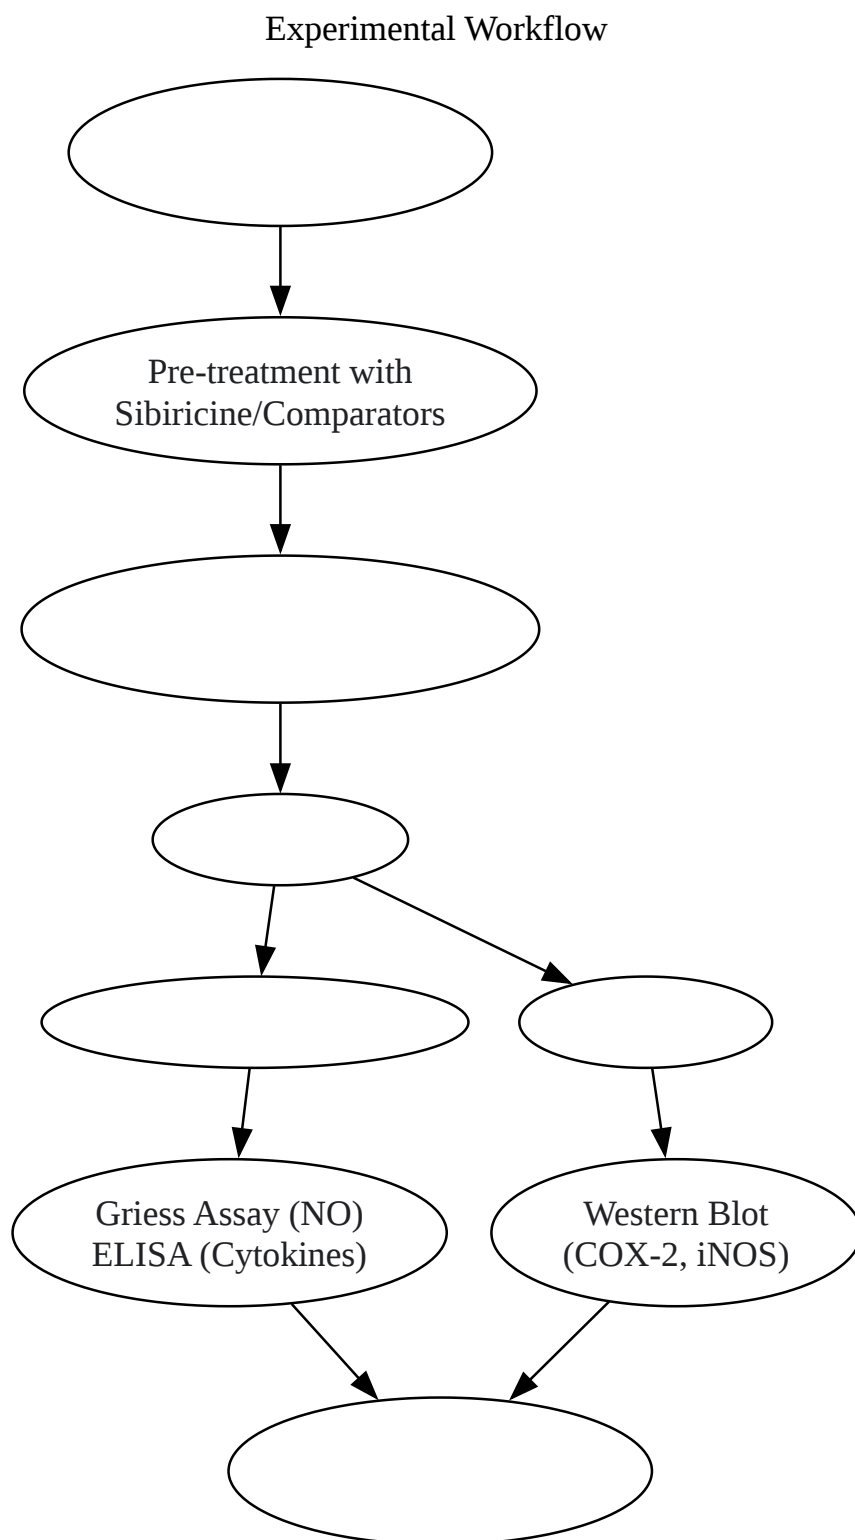 Experimental Workflow
Pre-treatment with
Sibiricine/Comparators
Griess Assay (NO)
ELISA (Cytokines)
Western Blot
(COX-2, iNOS)